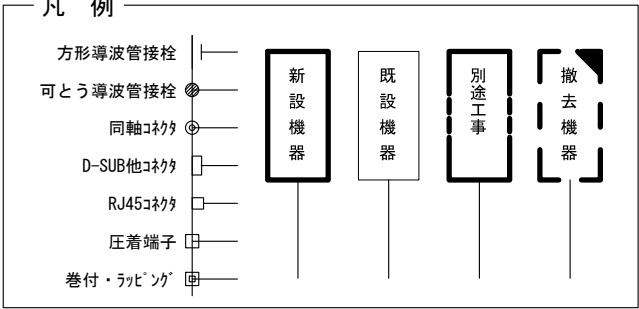 凡 例
方形導波管接栓
可とう導波管接栓
同軸ｺﾈｸﾀ
D-SUB他ｺﾈｸﾀ
RJ45ｺﾈｸﾀ
圧着端子
巻付・ﾗｯﾋﾟﾝｸﾞ
新設機器
既設機器
別途工事
撤去機器